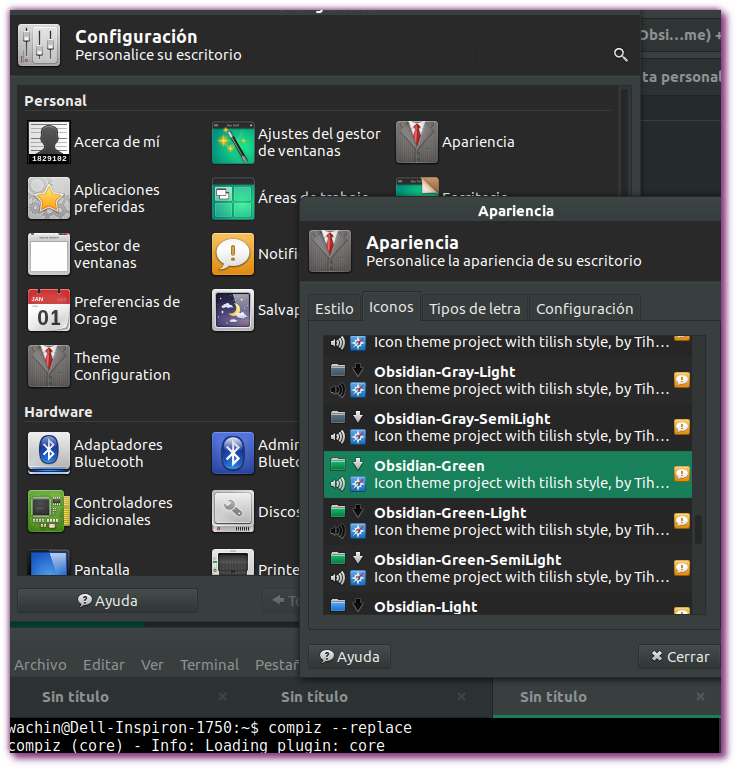 Configuración
Personalice su escritorio
Obsi...me) +
ta personal
Personal
1829102
Acerca de mí
Ajustes del gestor
de ventanas
Apariencia
Aplicaciones
preferidas
Áreas de trabajo
Escritorio
Gestor de
ventanas
Notifi
JAN
01
Preferencias de
Orage
Salvap
Theme
Configuration
Hardware
Adaptadores
Bluetooth
Admin
Blueto
Controladores
adicionales
Discos
Pantalla
Printe
Ayuda
To
Apariencia
Apariencia
Personalice la apariencia de su escritorio
Estilo
Iconos
Tipos de letra
Configuración
Icon theme project with tilish style, by Tih...
Obsidian-Gray-Light
Icon theme project with tilish style, by Tih...
Obsidian-Gray-SemiLight
Icon theme project with tilish style, by Tih...
Obsidian-Green
Icon theme project with tilish style, by Tih...
Obsidian-Green-Light
Icon theme project with tilish style, by Tih...
Obsidian-Green-SemiLight
Icon theme project with tilish style, by Tih...
Obsidian-Light
Ayuda
Cerrar
Archivo Editar Ver Terminal Pestañ
Sin título
Sin título
Sin título
wachin@Dell-Inspiron-1750:~$ compiz --replace
compiz (core) - Info: Loading plugin: core